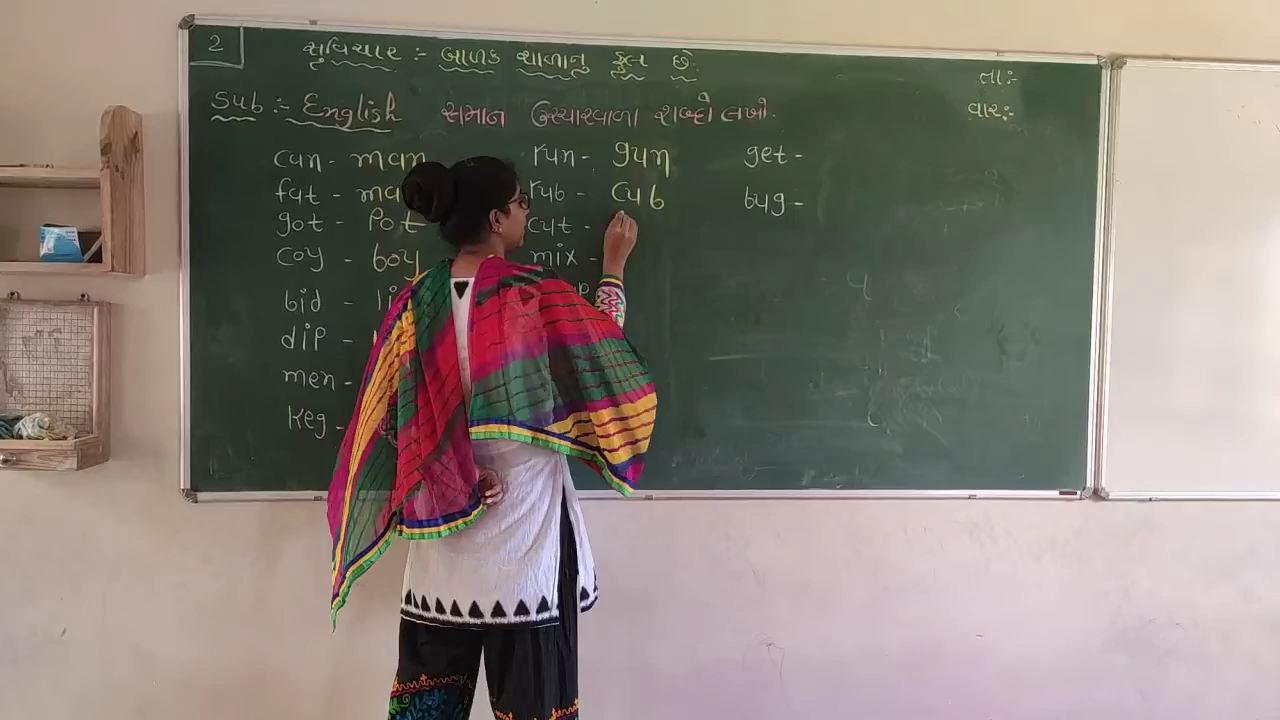 2
સુવિચાર :- બાળક શાળાનું ફુલ છે.
તા:-
વાર:-
Sub :- English સમાન ઉચ્ચારવાળા શબ્દો લખો.
can - man run - gun get -
fat - run - cub bug -
got - Pot cut -
coy - boy mix -
bid -
dip -
men -
keg -